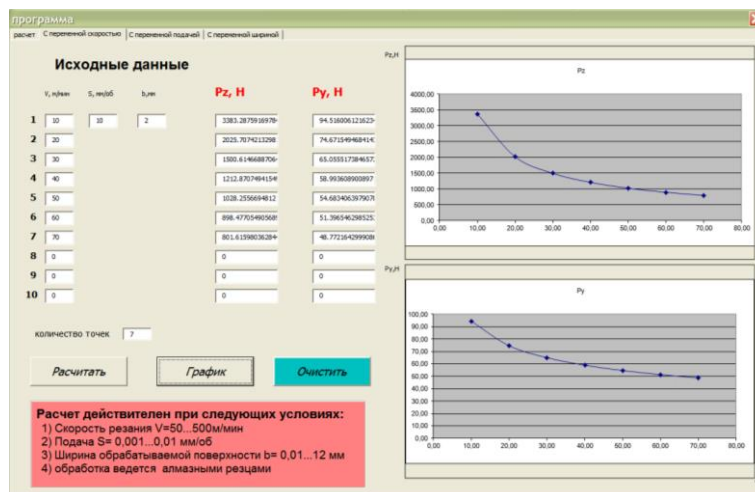 программа
расчет С переменной скоростью С переменной подачей С переменной шириной
Исходные данные
V, м/мин S, мм/об b,мм Pz, Н Py, Н
1 10 10 2 3383.2875916978 94.516006121623
2 20 2025.7074213298 74.671549468414
3 30 1500.6146688706 65.055517384657
4 40 1212.8707494154 58.993608900897
5 50 1028.2556694812 54.683406397907
6 60 898.47705490568 51.396546298525
7 70 801.61598036284 48.772164299908
8 0 0 0
9 0 0 0
10 0 0 0
количество точек 7
Расчитать График Очистить
Расчет действителен при следующих условиях:
1) Скорость резания V=50...500м/мин
2) Подача S= 0,001...0,01 мм/об
3) Ширина обрабатываемой поверхности b= 0,01...12 мм
4) обработка ведется алмазными резцами
Pz,Н
Pz
4000,00
3500,00
3000,00
2500,00
2000,00
1500,00
1000,00
500,00
0,00
0,00 10,00 20,00 30,00 40,00 50,00 60,00 70,00 80,00
Py,Н
Py
100,00
90,00
80,00
70,00
60,00
50,00
40,00
30,00
20,00
10,00
0,00
0,00 10,00 20,00 30,00 40,00 50,00 60,00 70,00 80,00